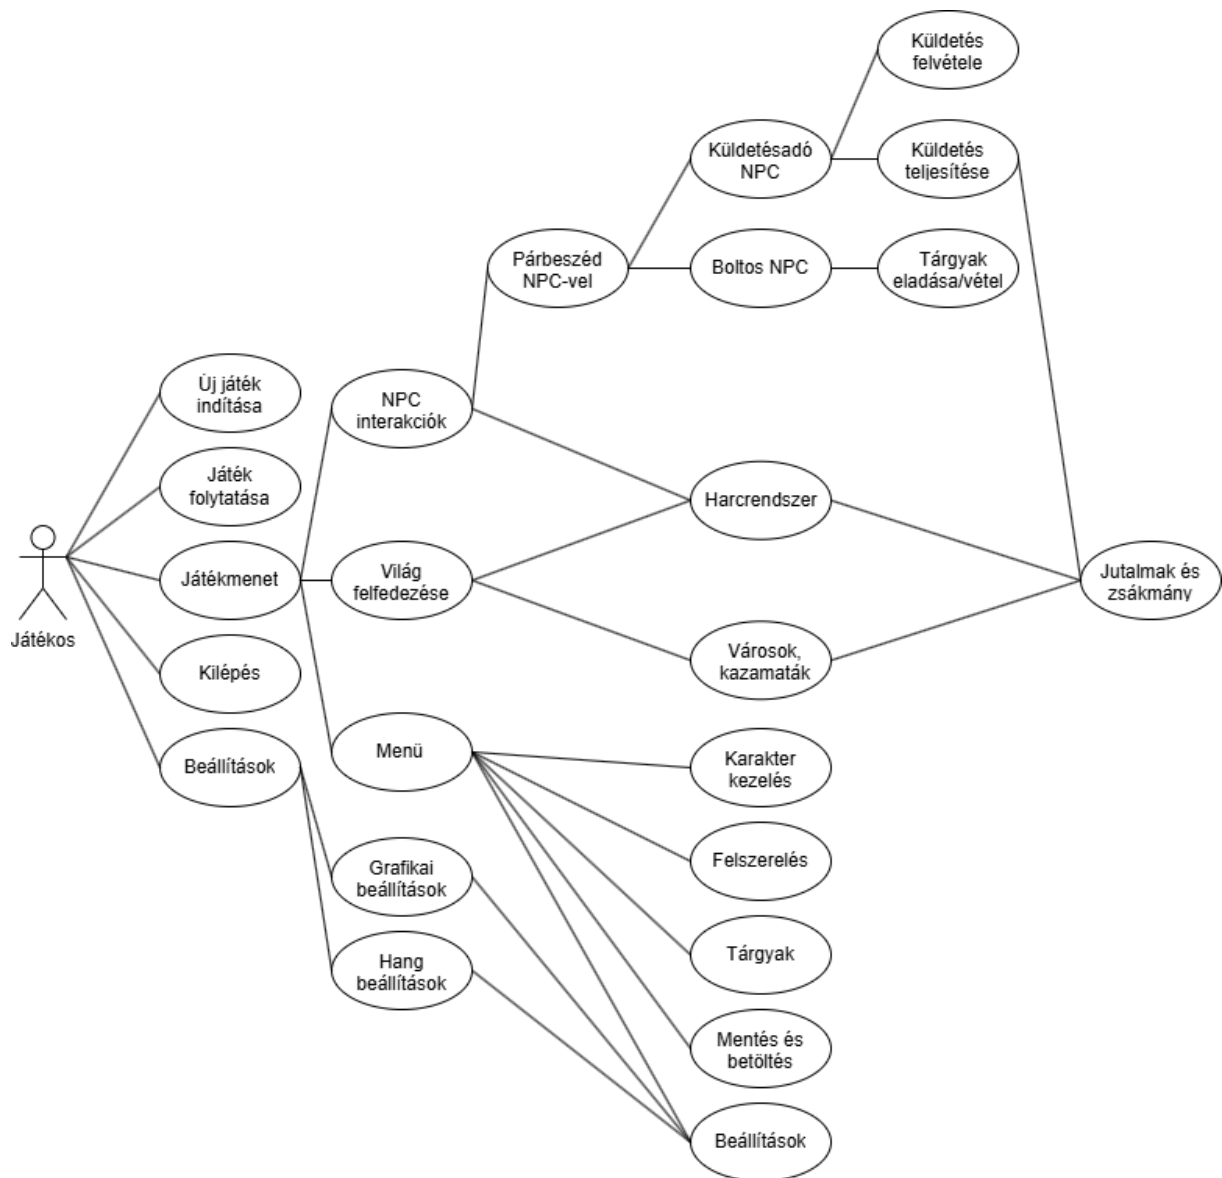 Küldetés
felvétele
Küldetésadó
NPC
Küldetés
teljesítése
Párbeszéd
NPC-vel
Boltos NPC
Tárgyak
eladása/vétel
Új játék
indítása
NPC
interakciók
Játék
folytatása
Harcrendszer
Játékmenet
Világ
felfedezése
Jutalmak és
zsákmány
Játékos
Kilépés
Városok,
kazamaták
Beállítások
Menü
Karakter
kezelés
Grafikai
beállítások
Felszerelés
Hang
beállítások
Tárgyak
Mentés és
betöltés
Beállítások